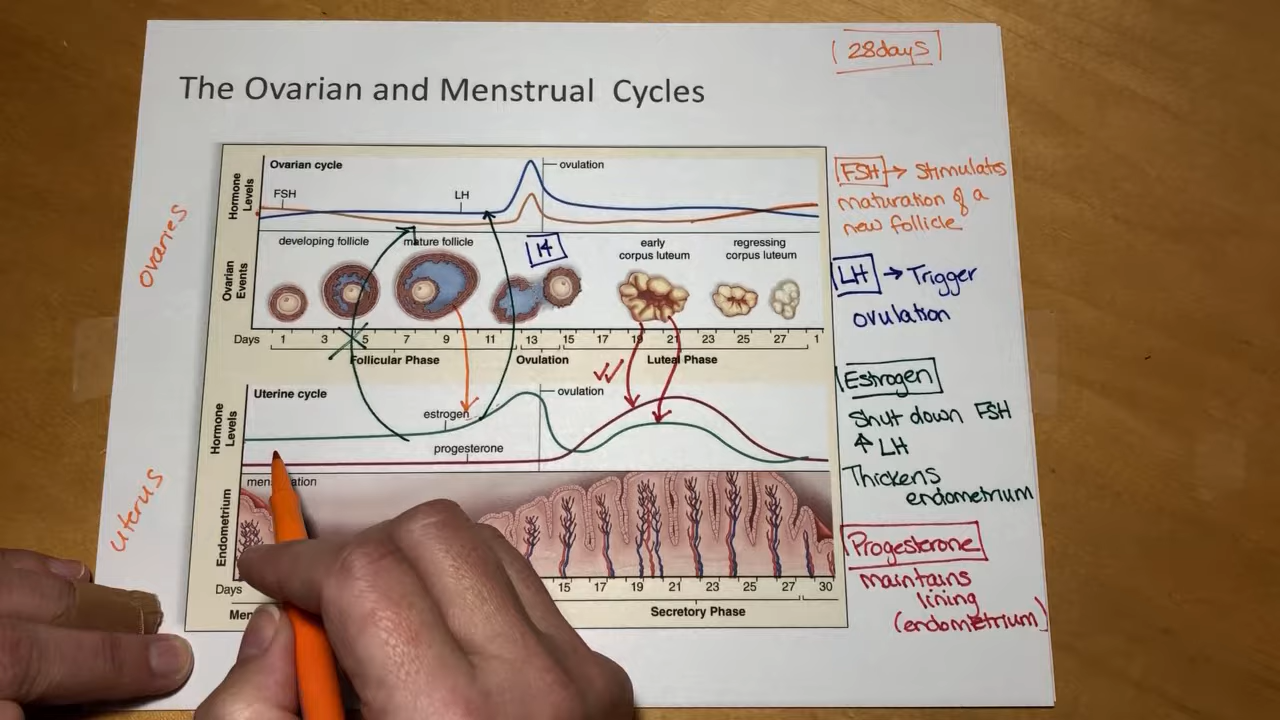 28days
The Ovarian and Menstrual Cycles
Ovarian cycle
ovulation
Hormone
Levels
FSH
LH
developing follicle
mature follicle
14
early
corpus luteum
regressing
corpus luteum
Ovarian
Events
Days 1 3 5 7 9 11 13 15 19 21 23 25 27 1
Follicular Phase
Ovulation
Luteal Phase
Uterine cycle
ovulation
Hormone
Levels
estrogen
progesterone
Endometrium
Days 15 17 19 21 23 25 27 30
Secretory Phase
ovaries
uterus
FSH → Stimulates
maturation of a
new follicle
LH → Trigger
ovulation
Estrogen
Shut down FSH
↑ LH
Thickens
endometrium
Progesterone
maintains
lining
(endometrium)